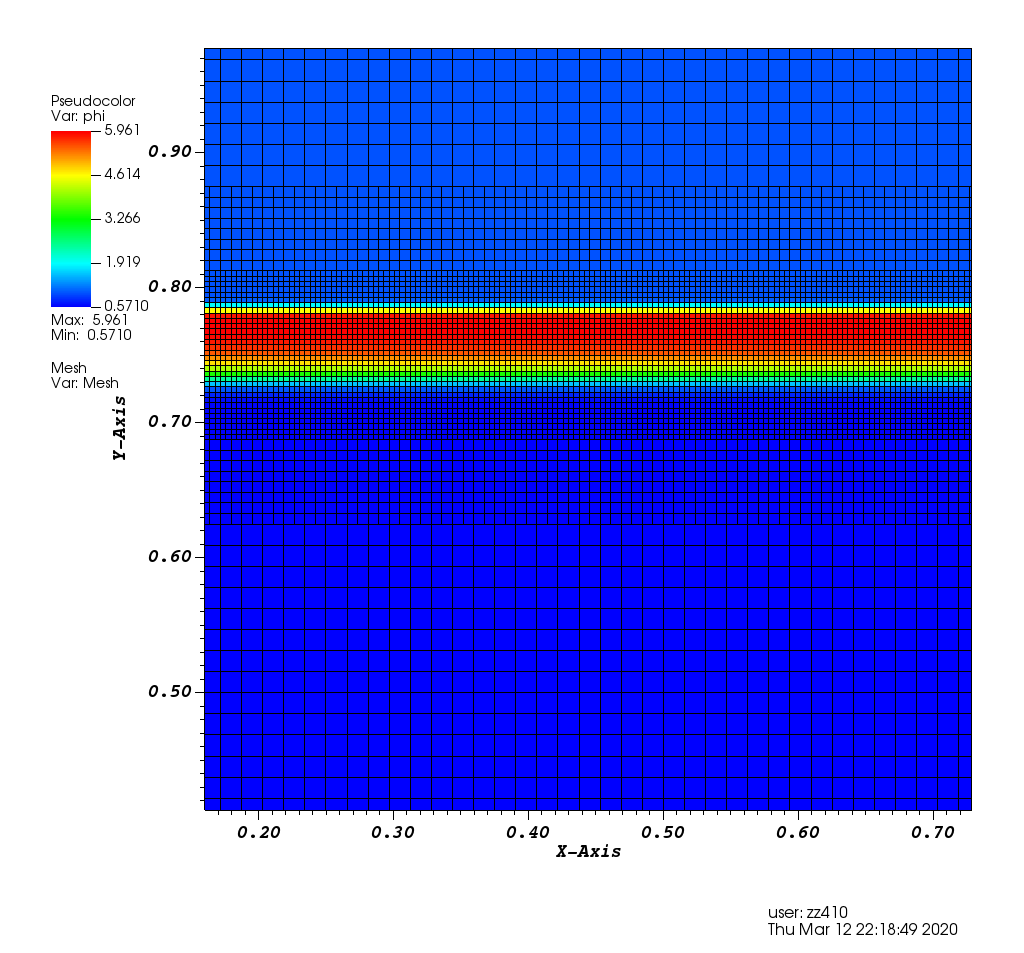 Pseudocolor
Var: phi
5.961
4.614
3.266
1.919
0.5710
Max: 5.961
Min: 0.5710
Mesh
Var: Mesh
Y-Axis
0.90
0.80
0.70
0.60
0.50
0.20 0.30 0.40 0.50 0.60 0.70
X-Axis
user: zz410
Thu Mar 12 22:18:49 2020